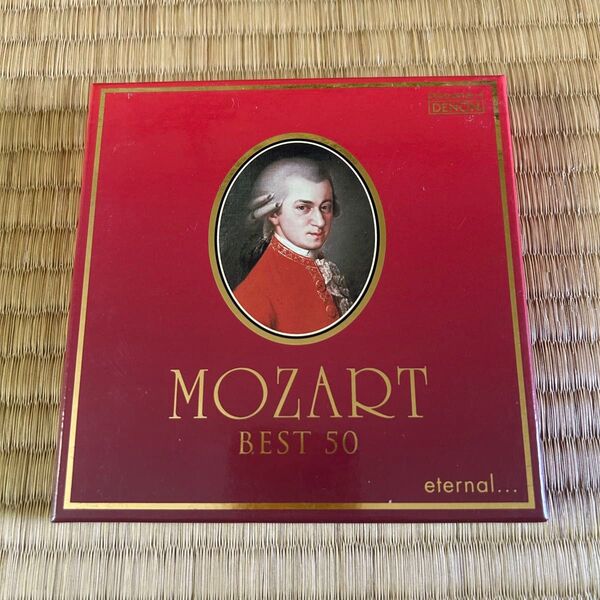 DENON
MOZART
BEST 50
eternal...